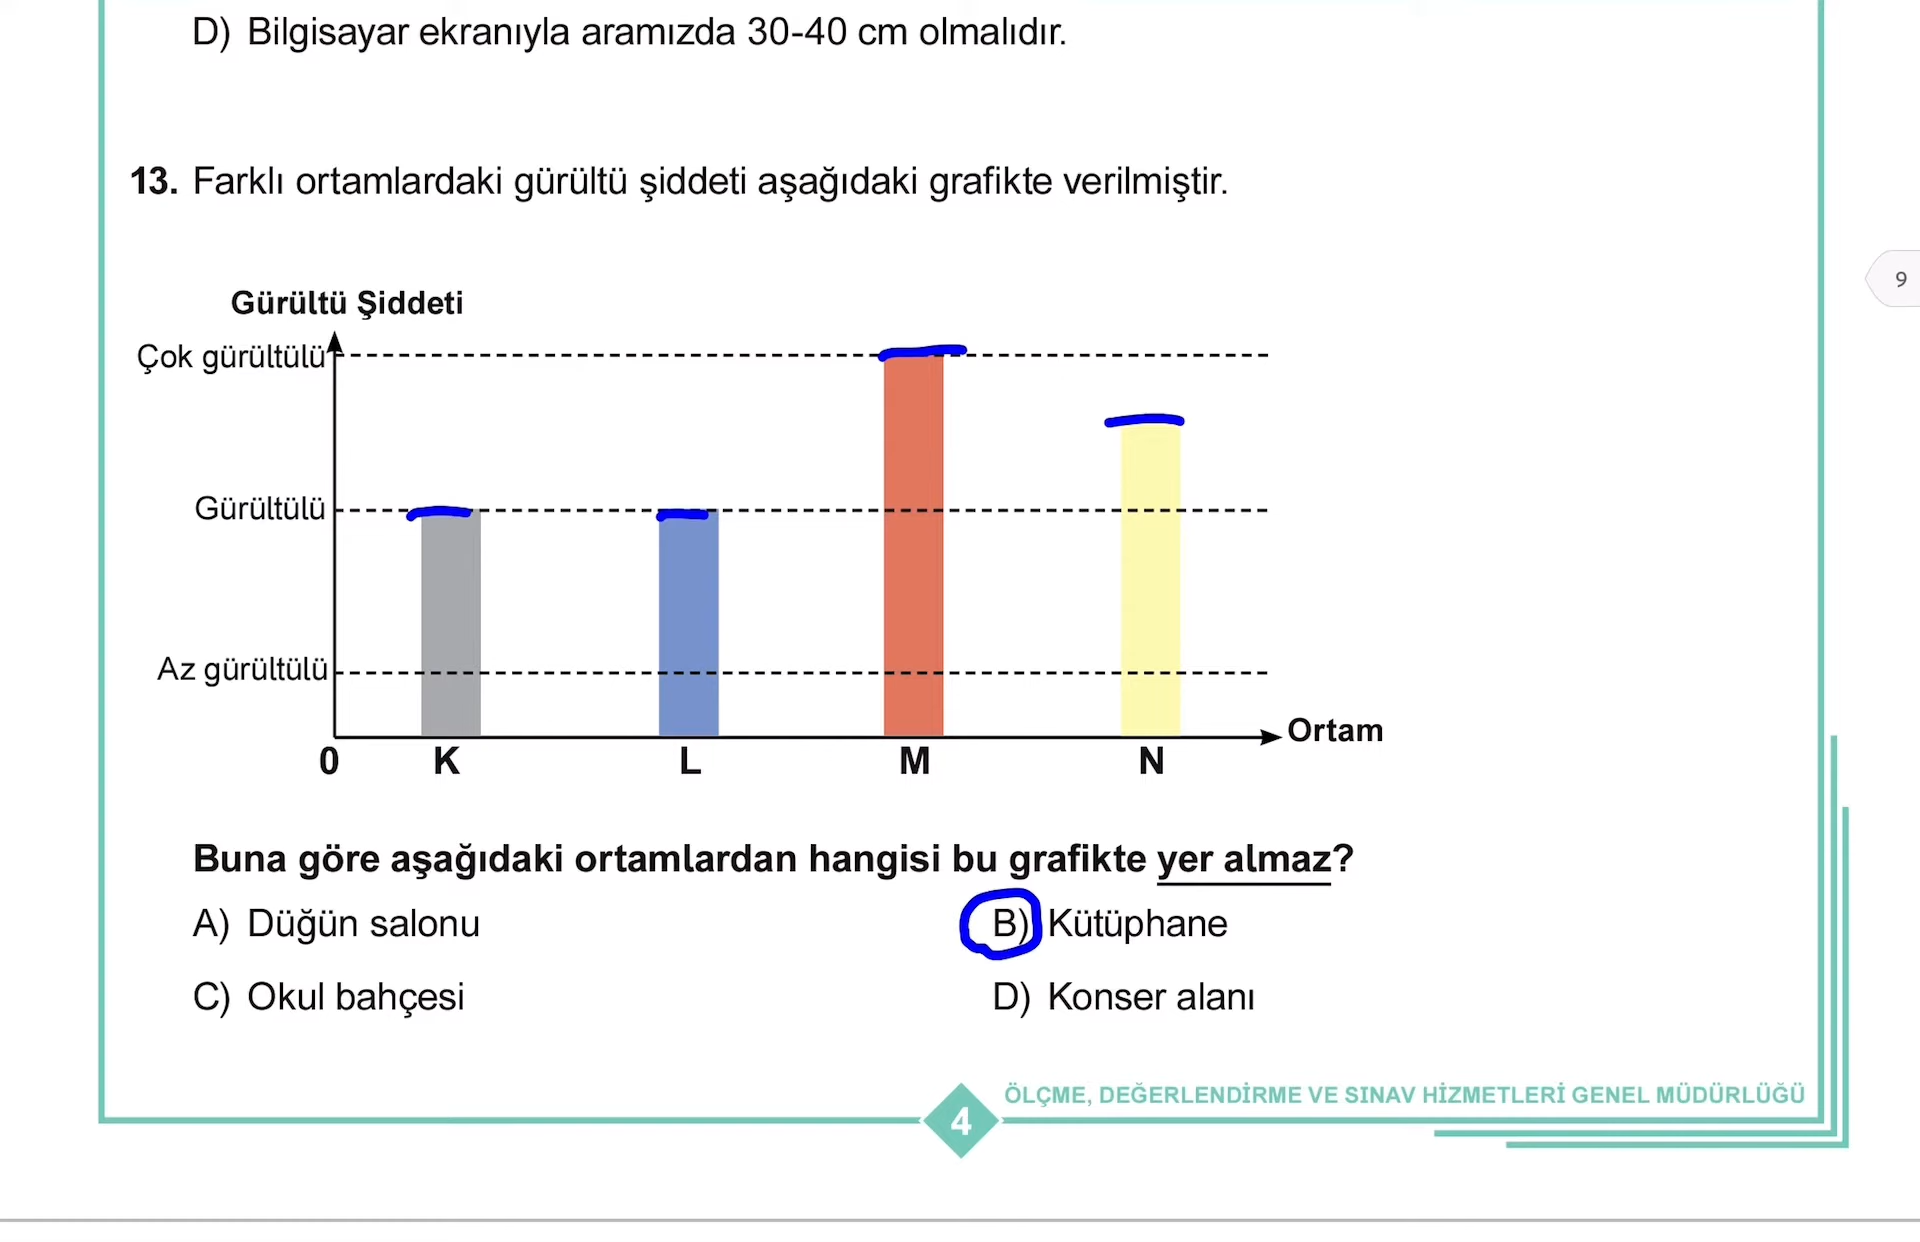 D) Bilgisayar ekranıyla aramızda 30-40 cm olmalıdır.
13. Farklı ortamlardaki gürültü şiddeti aşağıdaki grafikte verilmiştir.
9
Gürültü Şiddeti
Çok gürültülü
Gürültülü
Az gürültülü
Ortam
0 K L M N
Buna göre aşağıdaki ortamlardan hangisi bu grafikte yer almaz?
A) Düğün salonu B) Kütüphane
C) Okul bahçesi D) Konser alanı
ÖLÇME, DEĞERLENDİRME VE SINAV HİZMETLERİ GENEL MÜDÜRLÜĞÜ
4